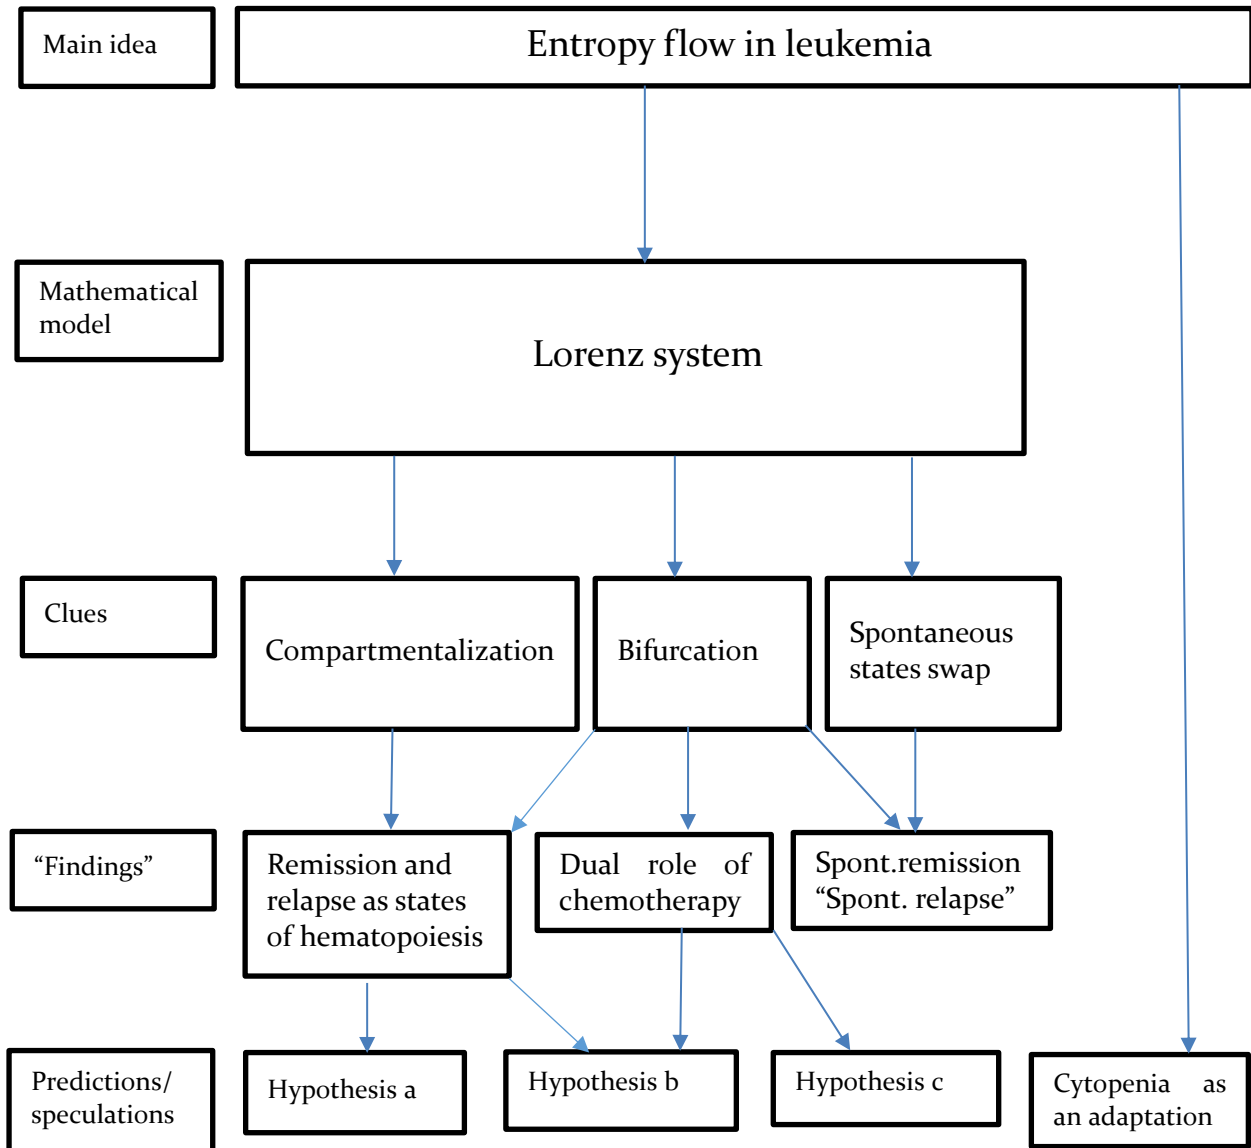 Main idea
Entropy flow in leukemia
Mathematical
model
Lorenz system
Clues
Compartmentalization
Bifurcation
Spontaneous
states swap
“Findings”
Remission and
relapse as states
of hematopoiesis
Dual role of
chemotherapy
Spont.remission
“Spont. relapse”
Predictions/
speculations
Hypothesis a
Hypothesis b
Hypothesis c
Cytopenia as
an adaptation